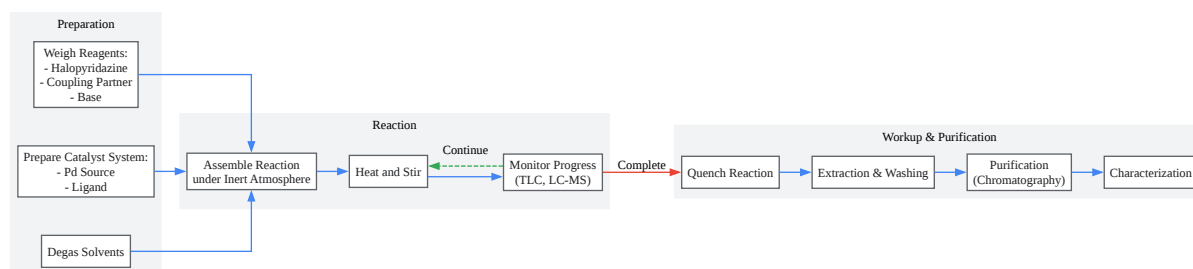 Preparation
Weigh Reagents:
- Halopyridazine
- Coupling Partner
- Base
Prepare Catalyst System:
- Pd Source
- Ligand
Degas Solvents
Reaction
Assemble Reaction
under Inert Atmosphere
Heat and Stir
Continue
Monitor Progress
(TLC, LC-MS)
Complete
Workup & Purification
Quench Reaction
Extraction & Washing
Purification
(Chromatography)
Characterization